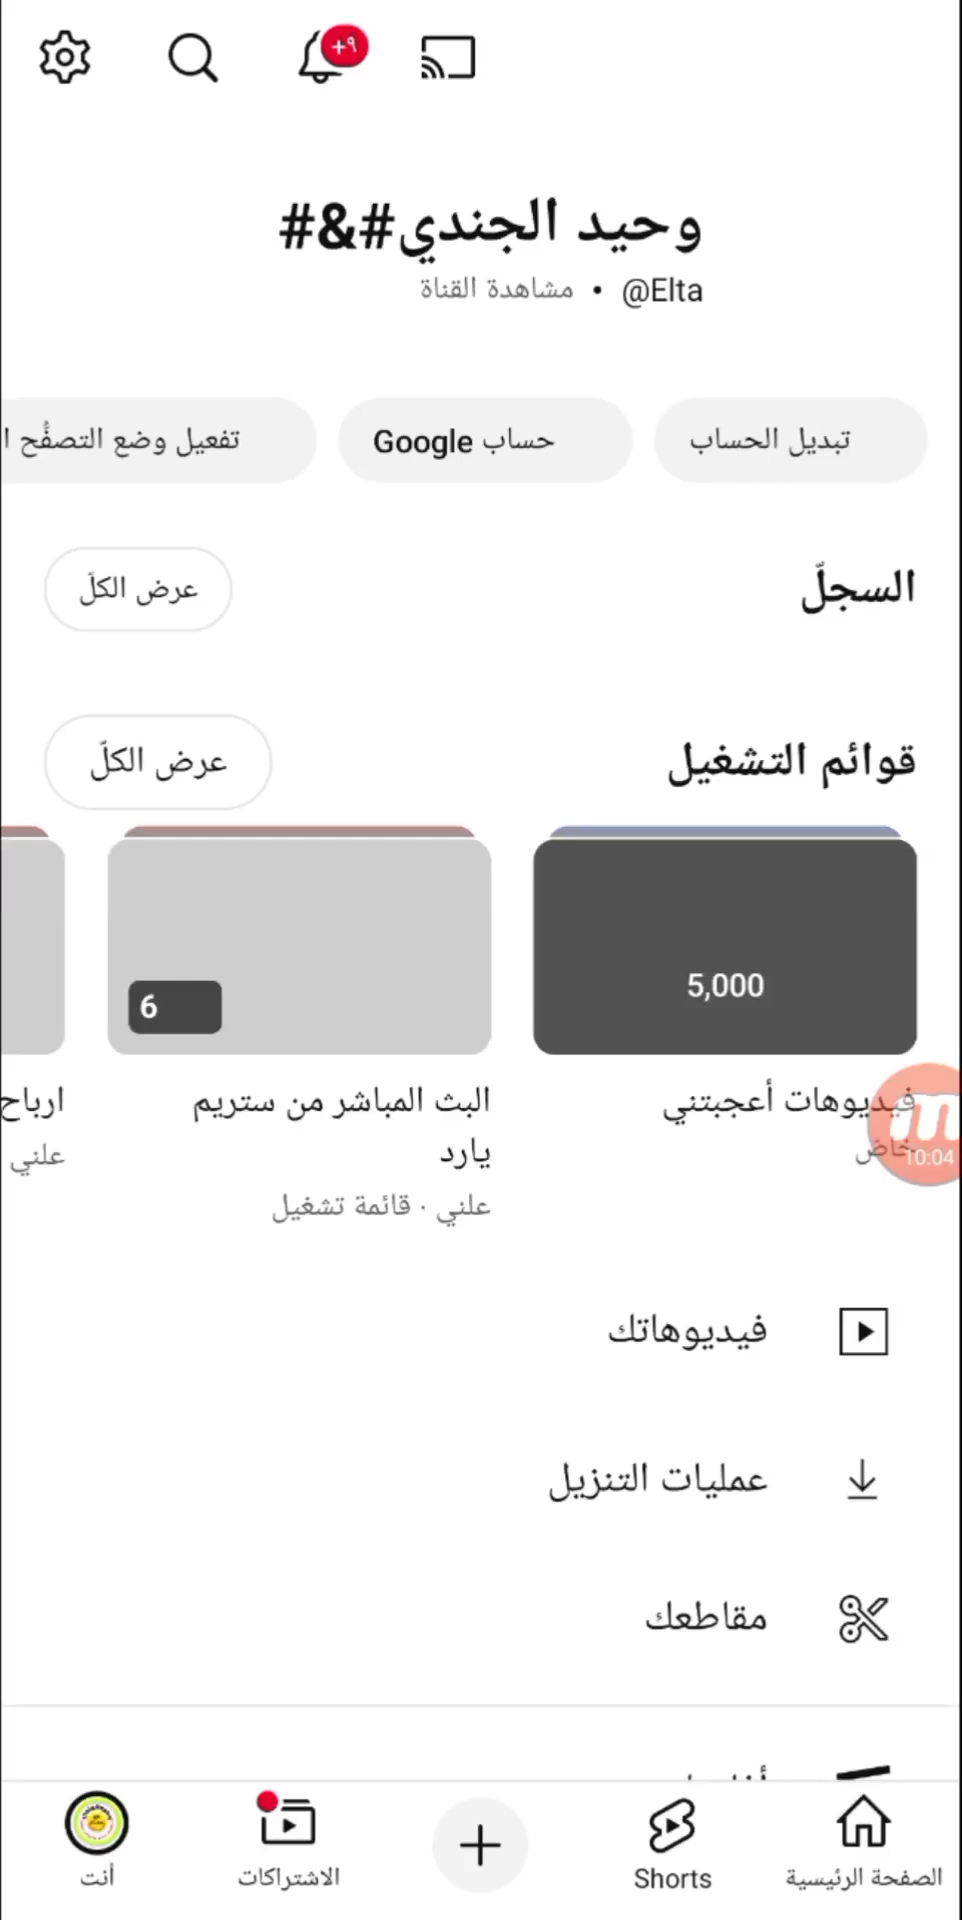 +٩
وحيد الجندي#&#
@Elta • مشاهدة القناة
تبديل الحساب
حساب Google
تفعيل وضع التصفُّح ا
السجلّ
عرض الكلّ
قوائم التشغيل
عرض الكلّ
5,000
6
فيديوهات أعجبتني
خاص
البث المباشر من ستريم
يارد
علني · قائمة تشغيل
ارباح
علني
10:04
فيديوهاتك
عمليات التنزيل
مقاطعك
الصفحة الرئيسية
Shorts
الاشتراكات
أنت